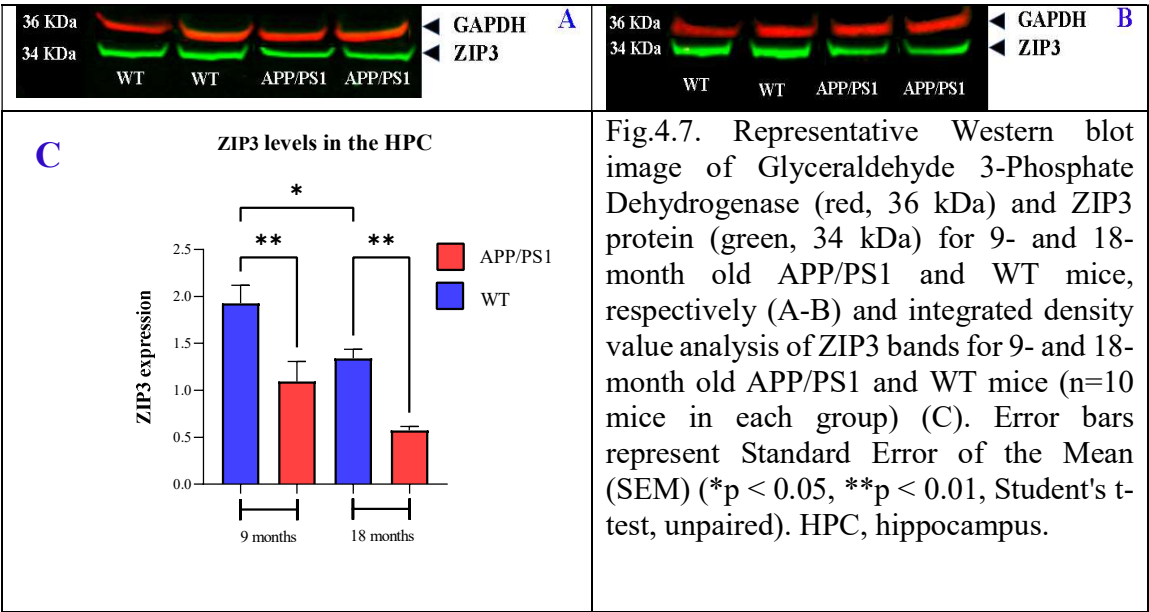 36 KDa
GAPDH
A
34 KDa
ZIP3
WT WT APP/PS1 APP/PS1
36 KDa
GAPDH
B
34 KDa
ZIP3
WT WT APP/PS1 APP/PS1
C
ZIP3 levels in the HPC
*
** **
APP/PS1
WT
ZIP3 expression
2.5
2.0
1.5
1.0
0.5
0.0
9 months 18 months
Fig.4.7. Representative Western blot
image of Glyceraldehyde 3-Phosphate
Dehydrogenase (red, 36 kDa) and ZIP3
protein (green, 34 kDa) for 9- and 18-
month old APP/PS1 and WT mice,
respectively (A-B) and integrated density
value analysis of ZIP3 bands for 9- and 18-
month old APP/PS1 and WT mice (n=10
mice in each group) (C). Error bars
represent Standard Error of the Mean
(SEM) (*p < 0.05, **p < 0.01, Student's t-
test, unpaired). HPC, hippocampus.